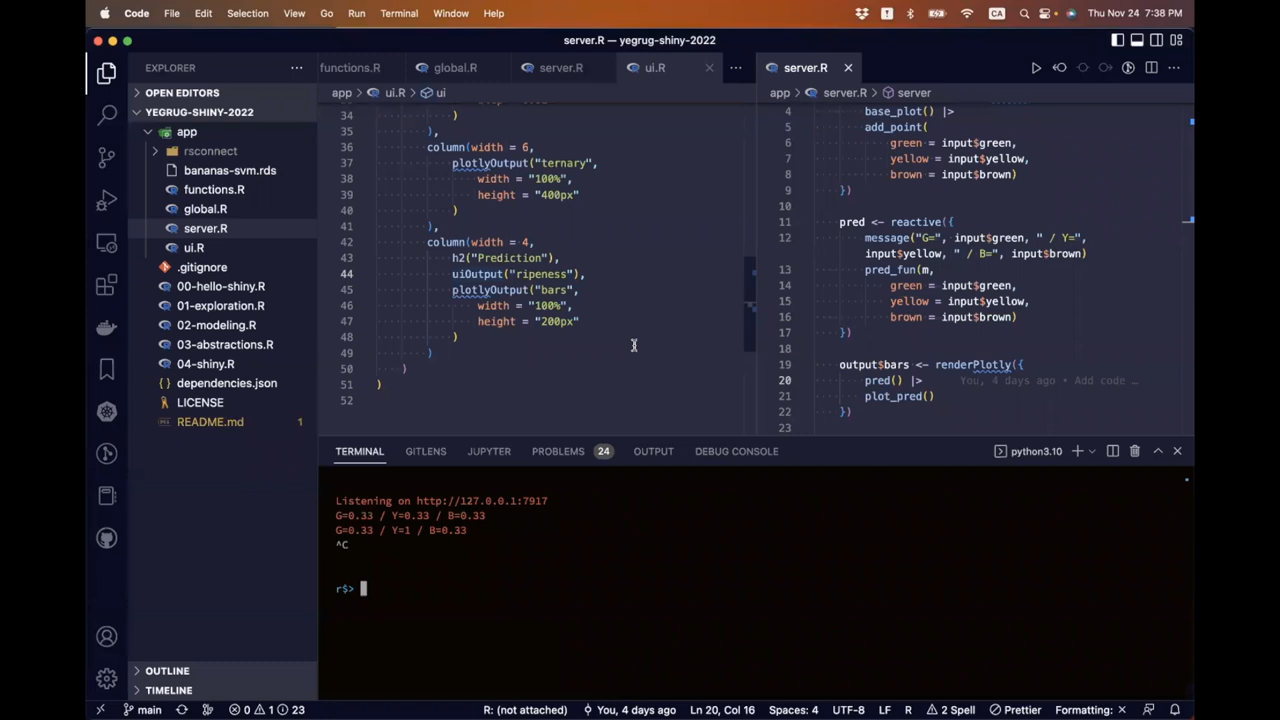 Code File Edit Selection View Go Run Terminal Window Help CA Thu Nov 24 7:38 PM
server.R — yegrug-shiny-2022
EXPLORER
OPEN EDITORS
YEGRUG-SHINY-2022
app
rsconnect
bananas-svm.rds
functions.R
global.R
server.R
ui.R
.gitignore
00-hello-shiny.R
01-exploration.R
02-modeling.R
03-abstractions.R
04-shiny.R
dependencies.json
LICENSE
README.md 1
OUTLINE
TIMELINE
functions.R global.R server.R ui.R
app ui.R ui
34 )
35 ),
36 column(width = 6,
37 plotlyOutput("ternary",
38 width = "100%",
39 height = "400px"
40 )
41 ),
42 column(width = 4,
43 h2("Prediction"),
44 uiOutput("ripeness"),
45 plotlyOutput("bars",
46 width = "100%",
47 height = "200px"
48 )
49 )
50 )
51 )
52
server.R
app server.R server
4 base_plot() |>
5 add_point(
6 green = input$green,
7 yellow = input$yellow,
8 brown = input$brown)
9 })
10
11 pred <- reactive({
12 message("G=", input$green, " / Y=",
input$yellow, " / B=", input$brown)
13 pred_fun(m,
14 green = input$green,
15 yellow = input$yellow,
16 brown = input$brown)
17 })
18
19 output$bars <- renderPlotly({
20 pred() |> You, 4 days ago • Add code …
21 plot_pred()
22 })
23
TERMINAL GITLENS JUPYTER PROBLEMS 24 OUTPUT DEBUG CONSOLE python3.10
Listening on http://127.0.0.1:7917
G=0.33 / Y=0.33 / B=0.33
G=0.33 / Y=1 / B=0.33
^C
r$>
main 0 1 23 R: (not attached) You, 4 days ago Ln 20, Col 16 Spaces: 4 UTF-8 LF R 2 Spell Prettier Formatting: ×